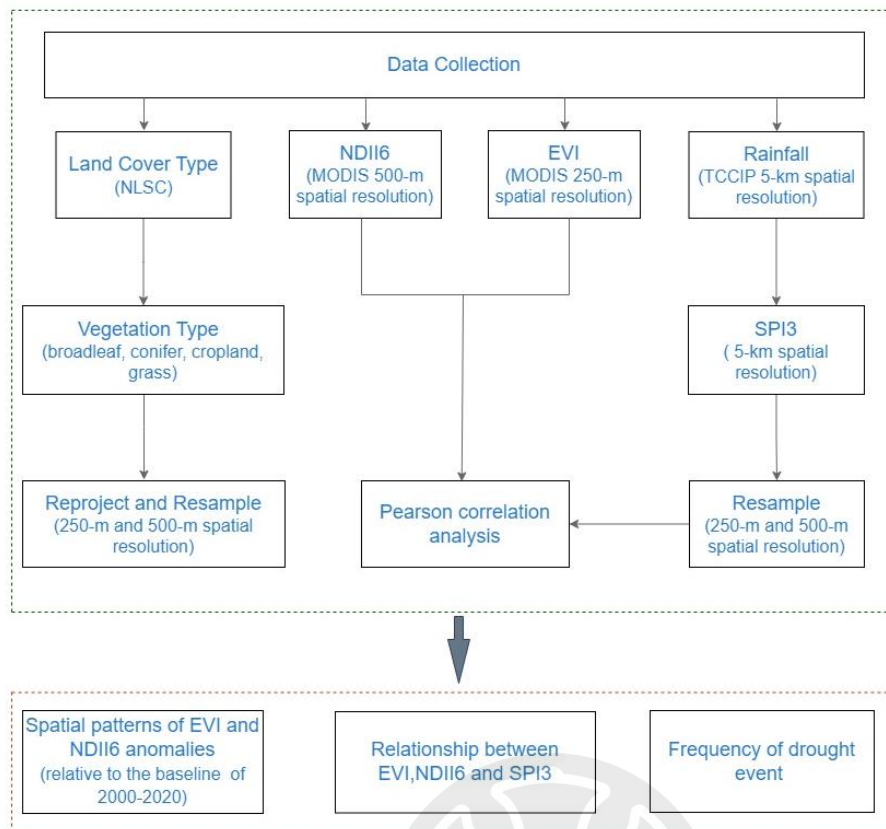 Data Collection
Land Cover Type
(NLSC)
NDII6
(MODIS 500-m
spatial resolution)
EVI
(MODIS 250-m
spatial resolution)
Rainfall
(TCCIP 5-km spatial
resolution)
Vegetation Type
(broadleaf, conifer, cropland,
grass)
SPI3
( 5-km spatial
resolution)
Reproject and Resample
(250-m and 500-m spatial
resolution)
Pearson correlation
analysis
Resample
(250-m and 500-m
spatial resolution)
Spatial patterns of EVI and
NDII6 anomalies
(relative to the baseline of
2000-2020)
Relationship between
EVI,NDII6 and SPI3
Frequency of drought
event